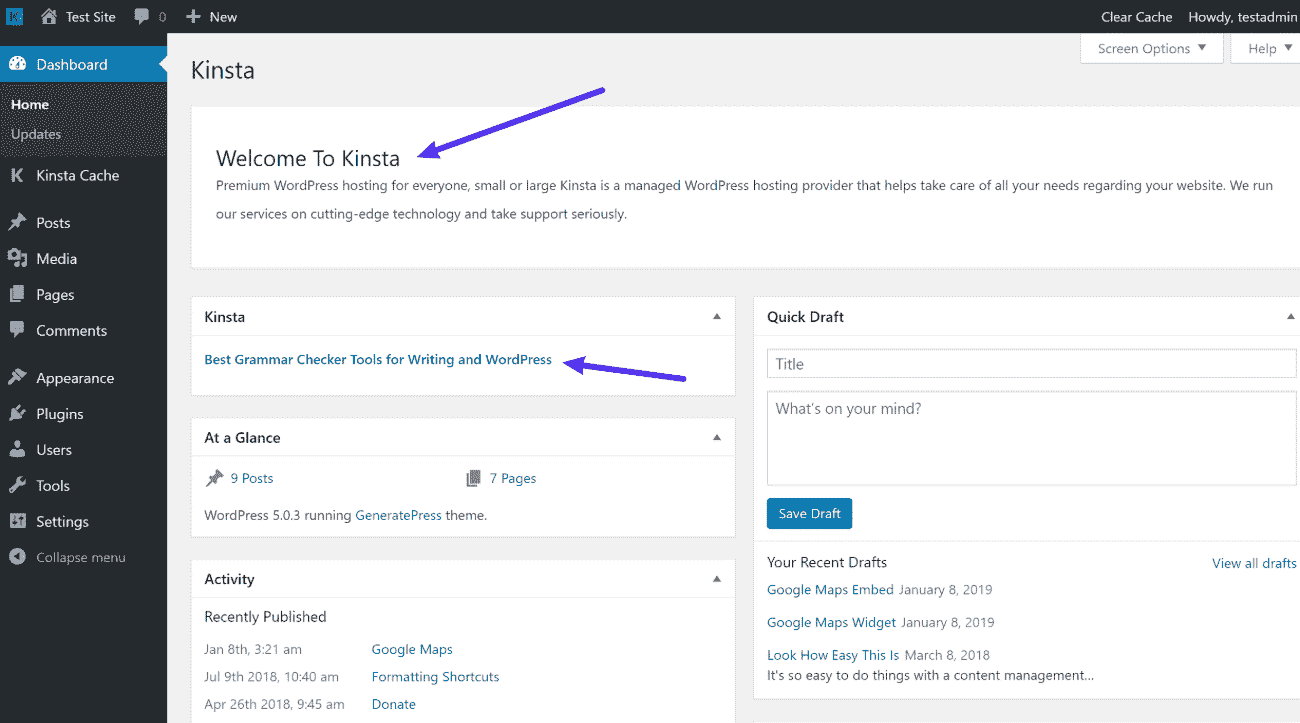 Test Site 0 New Clear Cache Howdy, testadmin
Screen Options Help
Dashboard
Home
Updates
Kinsta Cache
Posts
Media
Pages
Comments
Appearance
Plugins
Users
Tools
Settings
Collapse menu
Kinsta
Welcome To Kinsta
Premium WordPress hosting for everyone, small or large Kinsta is a managed WordPress hosting provider that helps take care of all your needs regarding your website. We run
our services on cutting-edge technology and take support seriously.
Kinsta
Best Grammar Checker Tools for Writing and WordPress
At a Glance
9 Posts 7 Pages
WordPress 5.0.3 running GeneratePress theme.
Activity
Recently Published
Jan 8th, 3:21 am Google Maps
Jul 9th 2018, 10:40 am Formatting Shortcuts
Apr 26th 2018, 9:45 am Donate
Quick Draft
Title
What's on your mind?
Save Draft
Your Recent Drafts View all drafts
Google Maps Embed January 8, 2019
Google Maps Widget January 8, 2019
Look How Easy This Is March 8, 2018
It's so easy to do things with a content management...